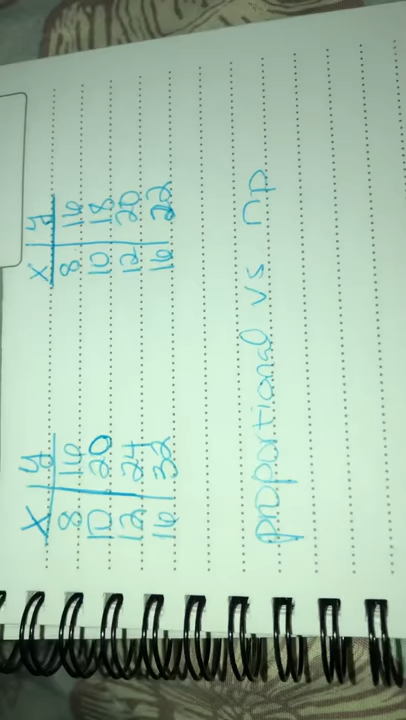 X | y
8 | 16
10 | 20
12 | 24
16 | 32
X | y
8 | 16
10 | 18
12 | 20
16 | 22
proportional vs np